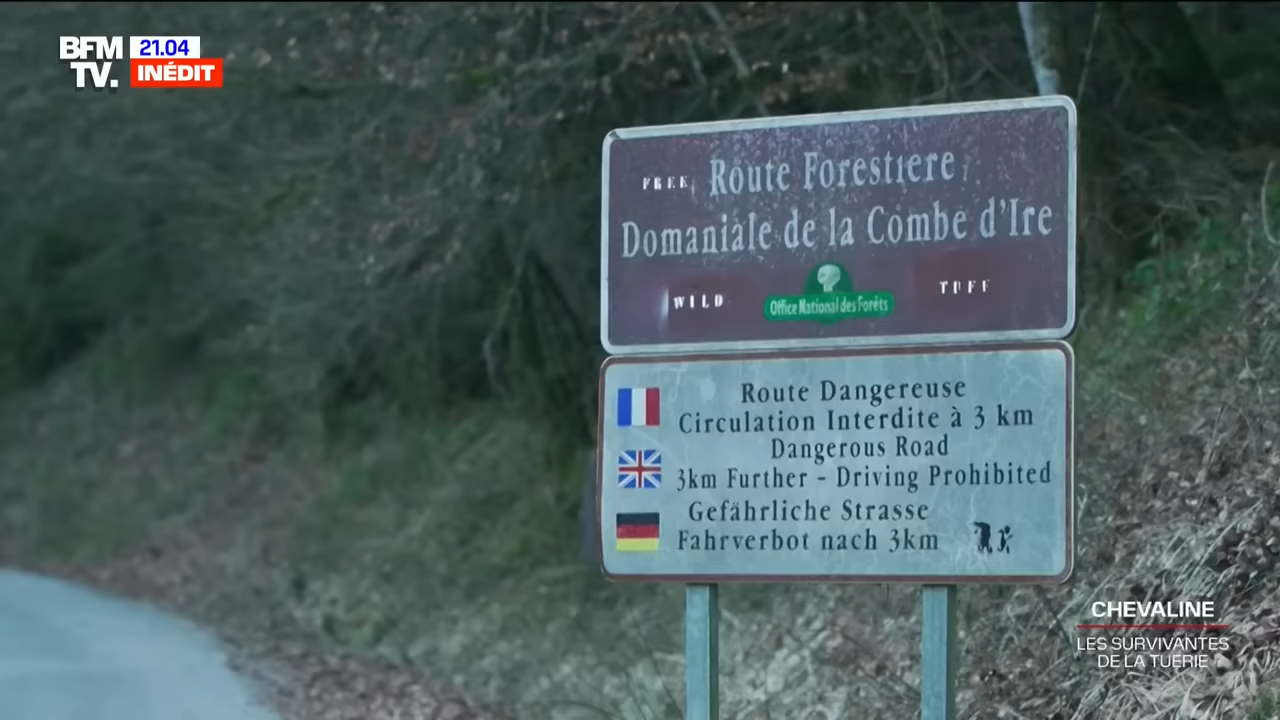 BFM
TV.
21.04
INÉDIT
FREE
Route Forestiere
Domaniale de la Combe d'Ire
WILD
Office National des Forêts
TUFF
Route Dangereuse
Circulation Interdite à 3 km
Dangerous Road
3km Further - Driving Prohibited
Gefährliche Strasse
Fahrverbot nach 3km
CHEVALINE
LES SURVIVANTES
DE LA TUERIE